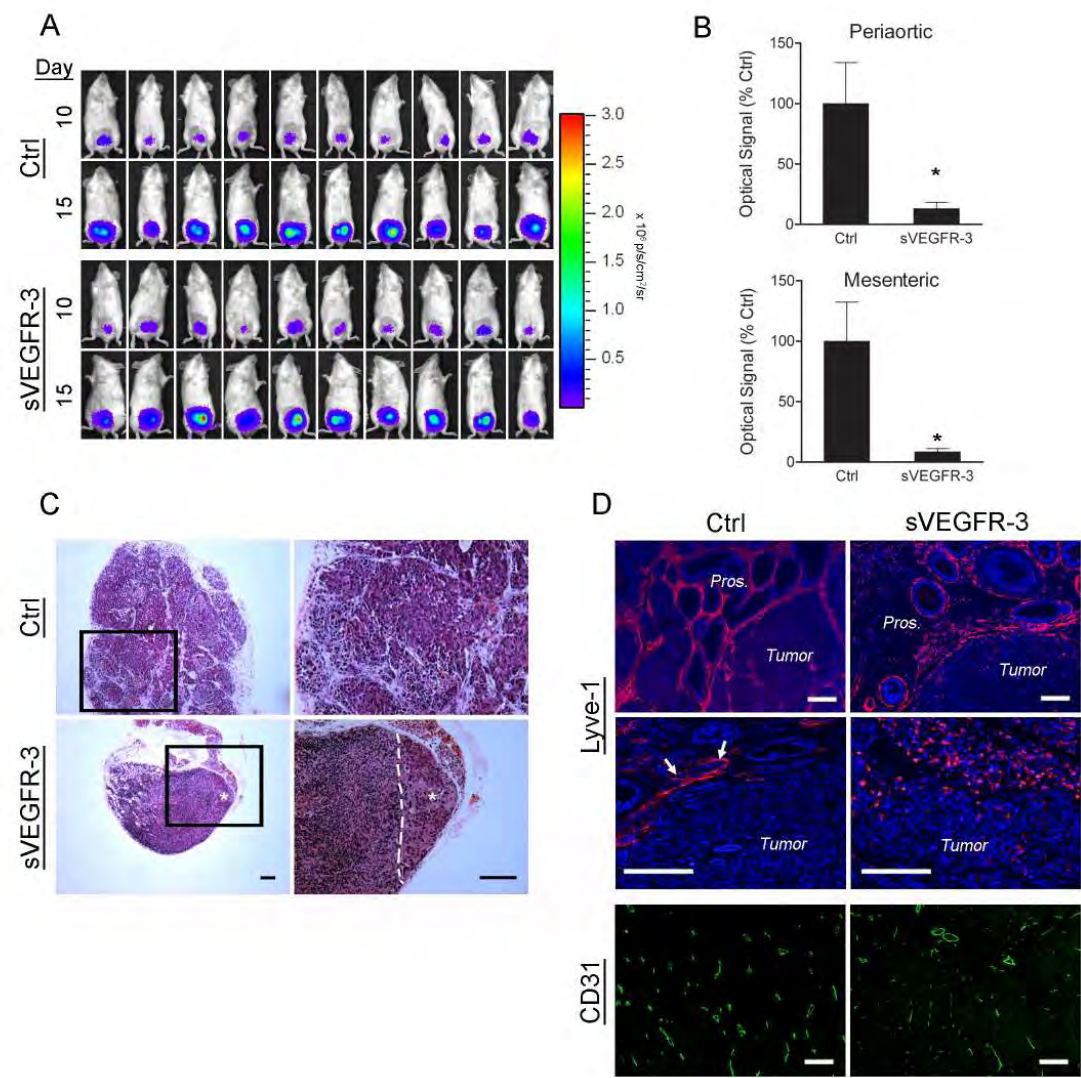 A
Day
Ctrl
10
15
sVEGFR-3
10
15
3.0
2.5
2.0
1.5
1.0
0.5
x 10⁶ p/s/cm²/sr
B
Periaortic
Optical Signal (% Ctrl)
150
100
50
0
*
Ctrl
sVEGFR-3
Mesenteric
Optical Signal (% Ctrl)
150
100
50
0
*
Ctrl
sVEGFR-3
C
Ctrl
sVEGFR-3
*
*
D
Ctrl
sVEGFR-3
Lyve-1
Pros.
Tumor
Pros.
Tumor
Tumor
Tumor
CD31